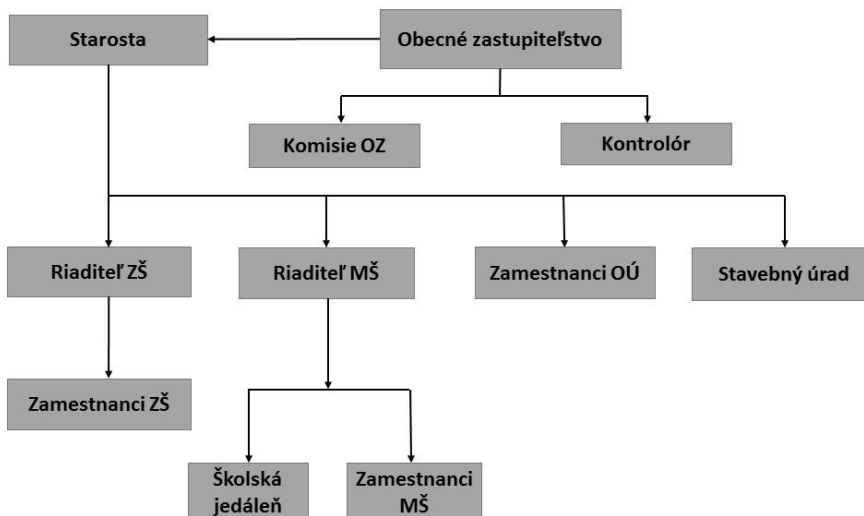 Starosta
Obecné zastupiteľstvo
Komisie OZ
Kontrolór
Riaditeľ ZŠ
Riaditeľ MŠ
Zamestnanci OÚ
Stavebný úrad
Zamestnanci ZŠ
Školská
jedáleň
Zamestnanci
MŠ